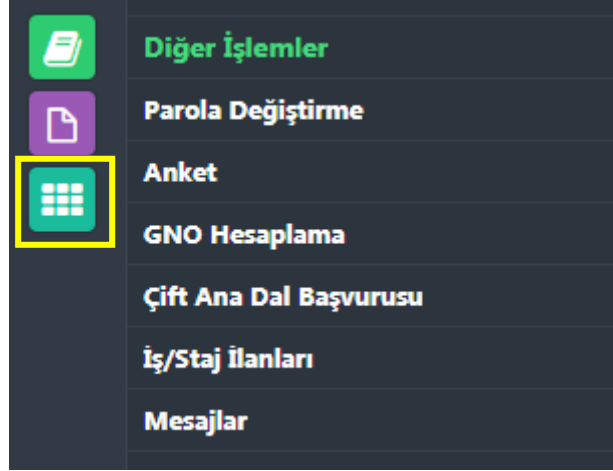 Diğer İşlemler
Parola Değiştirme
Anket
GNO Hesaplama
Çift Ana Dal Başvurusu
İş/Staj İlanları
Mesajlar